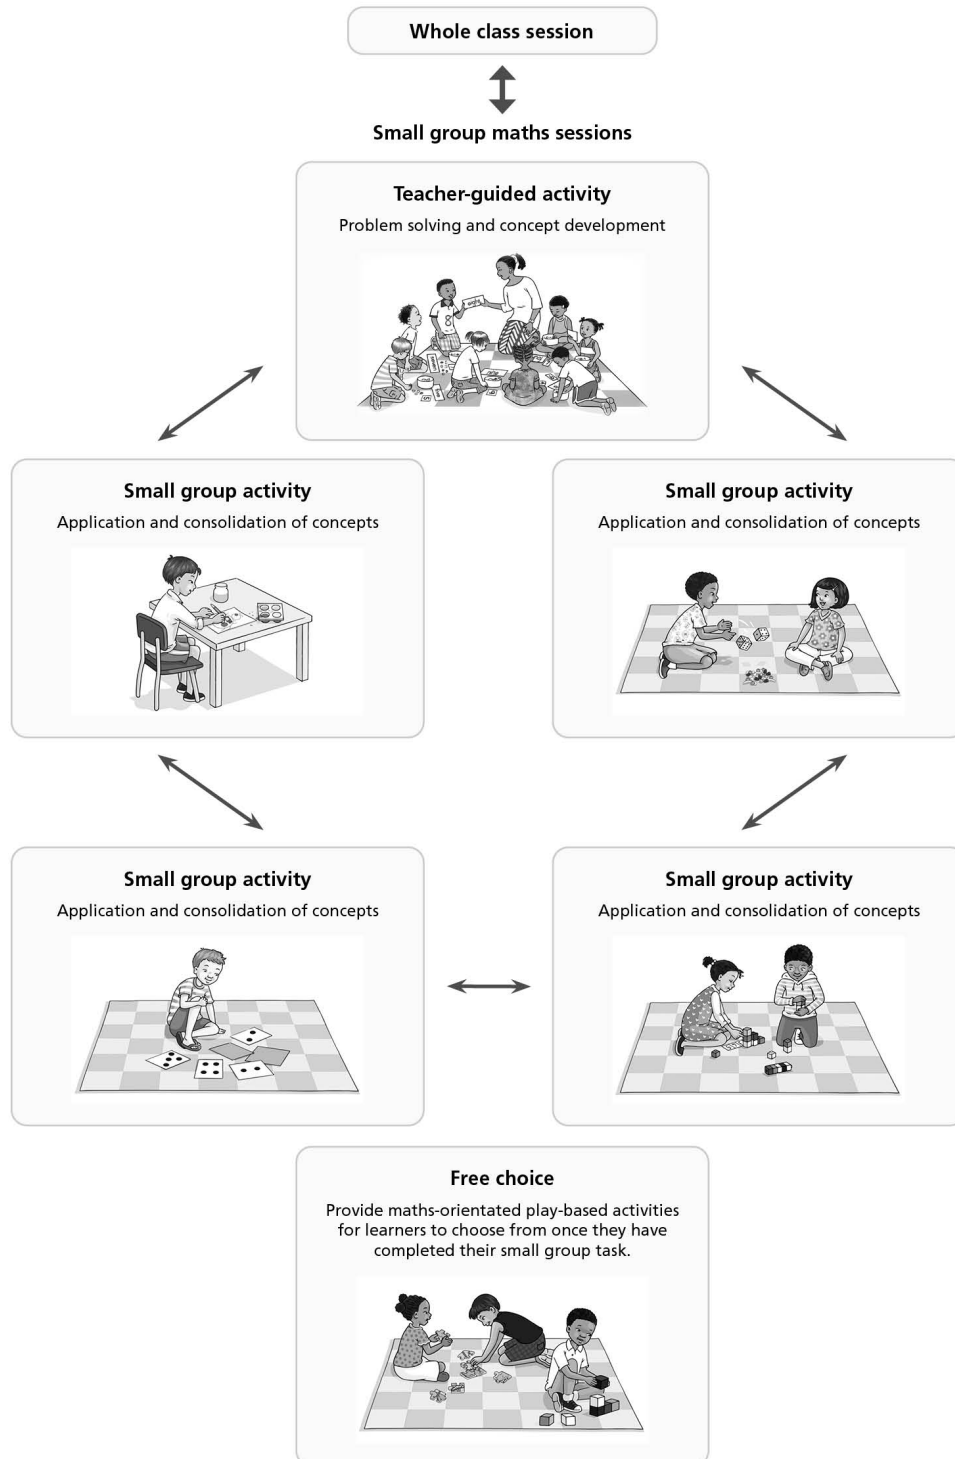 Whole class session
Small group maths sessions
Teacher-guided activity
Problem solving and concept development
Small group activity
Application and consolidation of concepts
Small group activity
Application and consolidation of concepts
Small group activity
Application and consolidation of concepts
Small group activity
Application and consolidation of concepts
Free choice
Provide maths-orientated play-based activities
for learners to choose from once they have
completed their small group task.